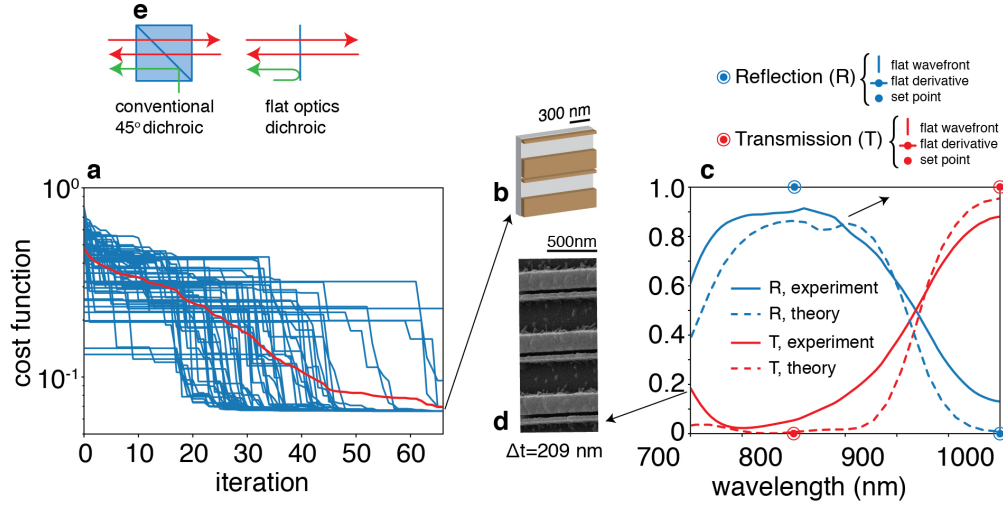 e
conventional
45° dichroic
flat optics
dichroic
Reflection (R)
flat wavefront
flat derivative
set point
Transmission (T)
flat wavefront
flat derivative
set point
a
10⁰
10⁻¹
cost function
0 10 20 30 40 50 60
iteration
b
300 nm
500nm
d
Δt=209 nm
c
1.0
0.8
0.6
0.4
0.2
0
R, experiment
R, theory
T, experiment
T, theory
700 800 900 1000
wavelength (nm)